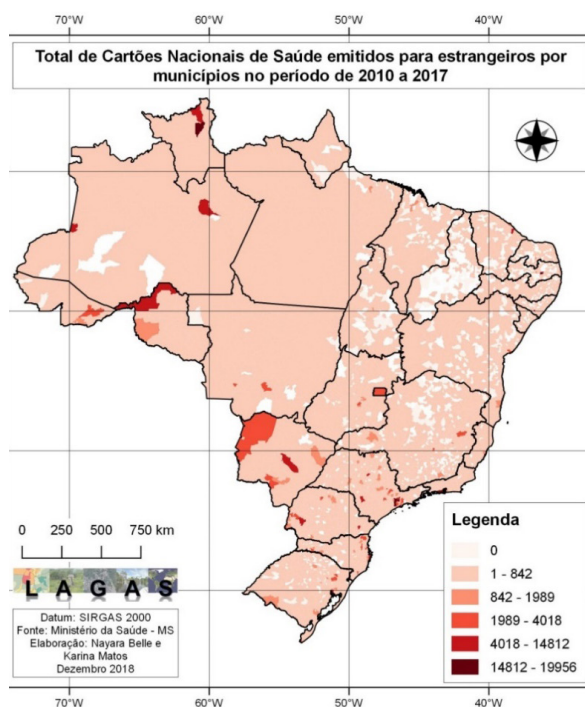 70°W 60°W 50°W 40°W
Total de Cartões Nacionais de Saúde emitidos para estrangeiros por
municípios no período de 2010 a 2017
0 250 500 750 km
L A G A S
Datum: SIRGAS 2000
Fonte: Ministério da Saúde - MS
Elaboração: Nayara Belle e
Karina Matos
Dezembro 2018
Legenda
0
1 - 842
842 - 1989
1989 - 4018
4018 - 14812
14812 - 19956
70°W 60°W 50°W 40°W